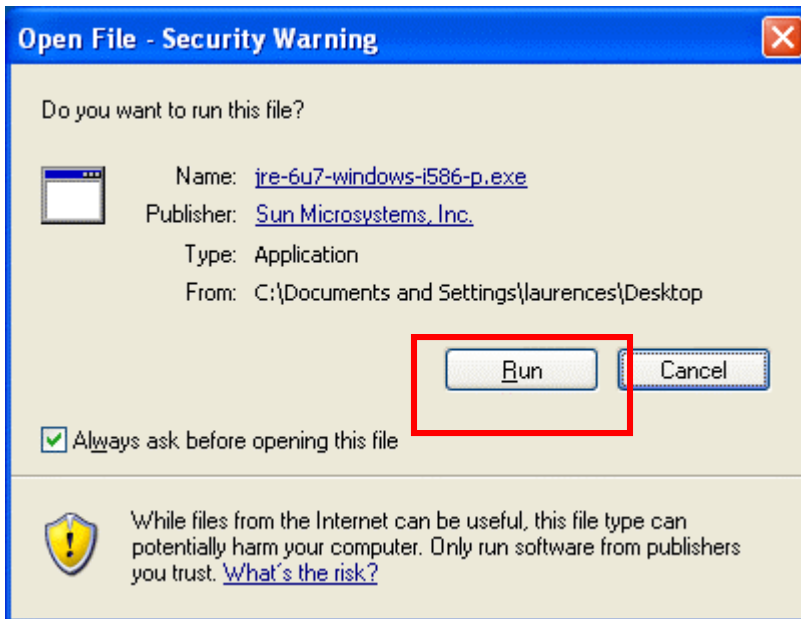 Open File - Security Warning
Do you want to run this file?
Name: jre-6u7-windows-i586-p.exe
Publisher: Sun Microsystems, Inc.
Type: Application
From: C:\Documents and Settings\laurences\Desktop
Run Cancel
Always ask before opening this file
While files from the Internet can be useful, this file type can
potentially harm your computer. Only run software from publishers
you trust. What's the risk?